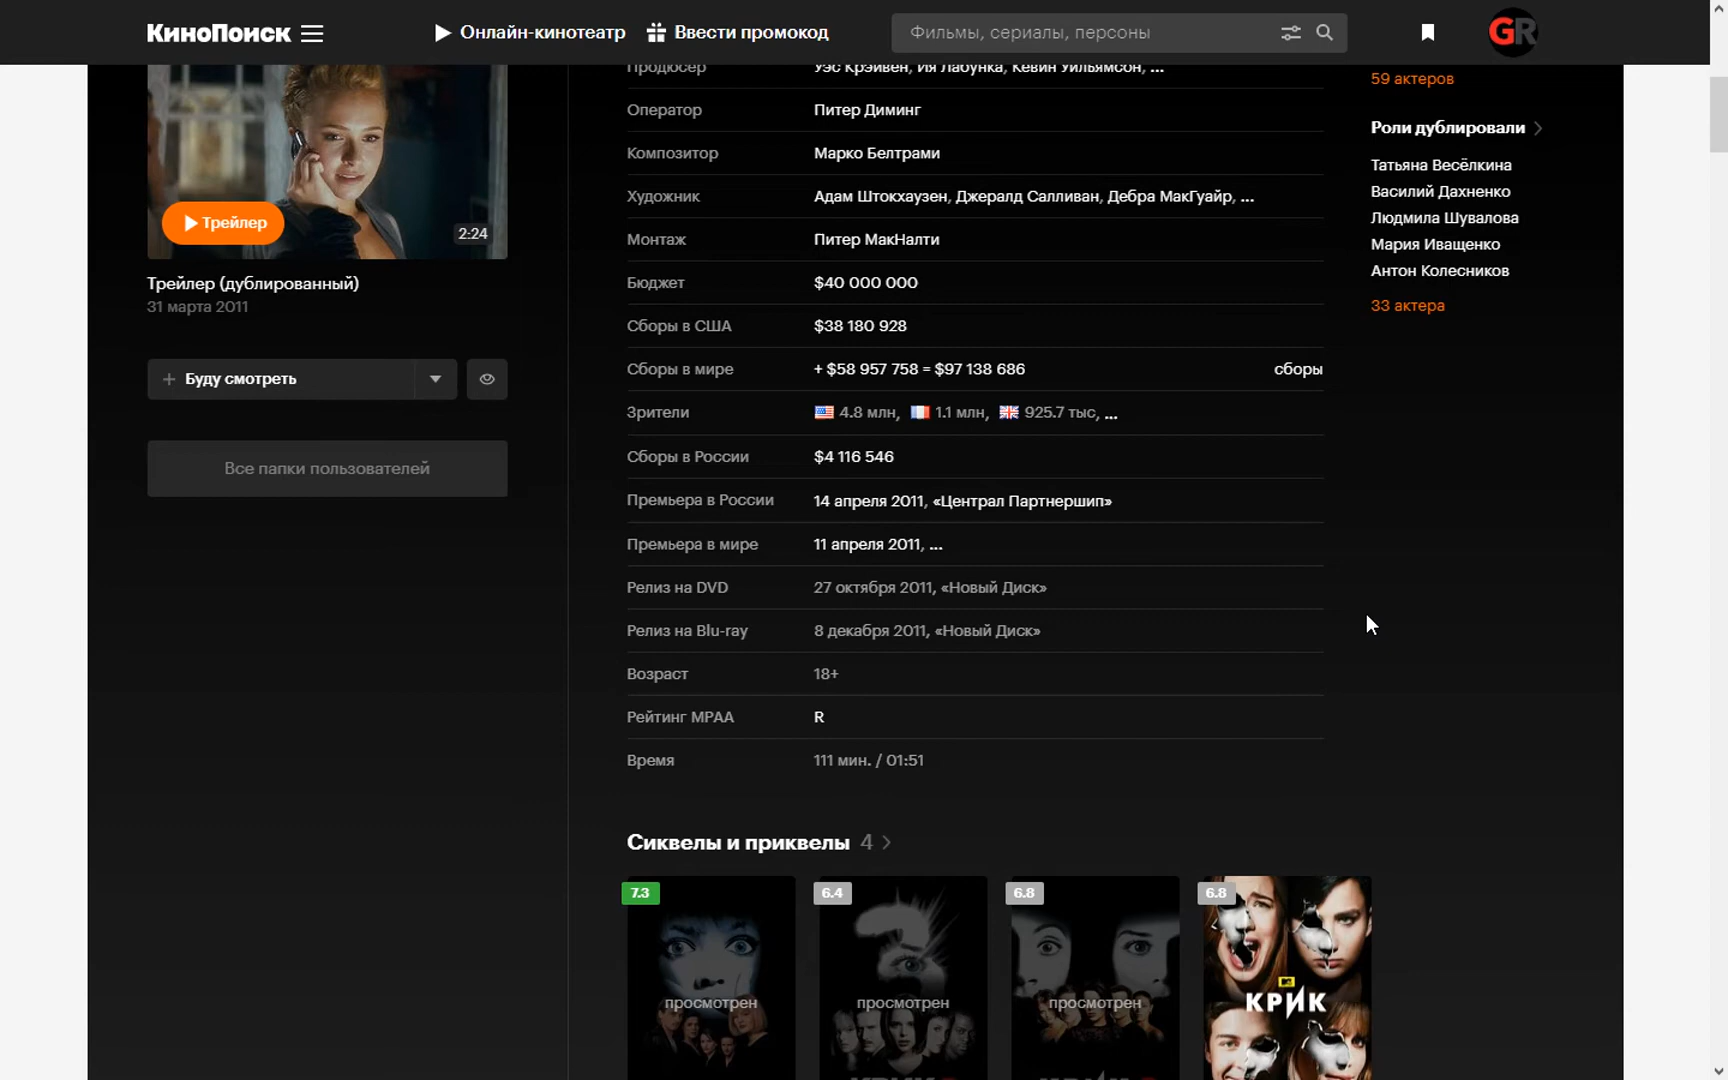 КиноПоиск
Онлайн-кинотеатр
Ввести промокод
Фильмы, сериалы, персоны
GR
Трейлер
2:24
Трейлер (дублированный)
31 марта 2011
Буду смотреть
Все папки пользователей
Продюсер Уэс Крэйвен, Ия Лабунка, Кевин Уильямсон, ...
Оператор Питер Диминг
Композитор Марко Белтрами
Художник Адам Штокхаузен, Джералд Салливан, Дебра МакГуайр, ...
Монтаж Питер МакНалти
Бюджет $40 000 000
Сборы в США $38 180 928
Сборы в мире + $58 957 758 = $97 138 686 сборы
Зрители 4.8 млн, 1.1 млн, 925.7 тыс, ...
Сборы в России $4 116 546
Премьера в России 14 апреля 2011, «Централ Партнершип»
Премьера в мире 11 апреля 2011, ...
Релиз на DVD 27 октября 2011, «Новый Диск»
Релиз на Blu-ray 8 декабря 2011, «Новый Диск»
Возраст 18+
Рейтинг MPAA R
Время 111 мин. / 01:51
59 актеров
Роли дублировали
Татьяна Весёлкина
Василий Дахненко
Людмила Шувалова
Мария Иващенко
Антон Колесников
33 актера
Сиквелы и приквелы 4
7.3
6.4
6.8
6.8
просмотрен
просмотрен
просмотрен
КРИК